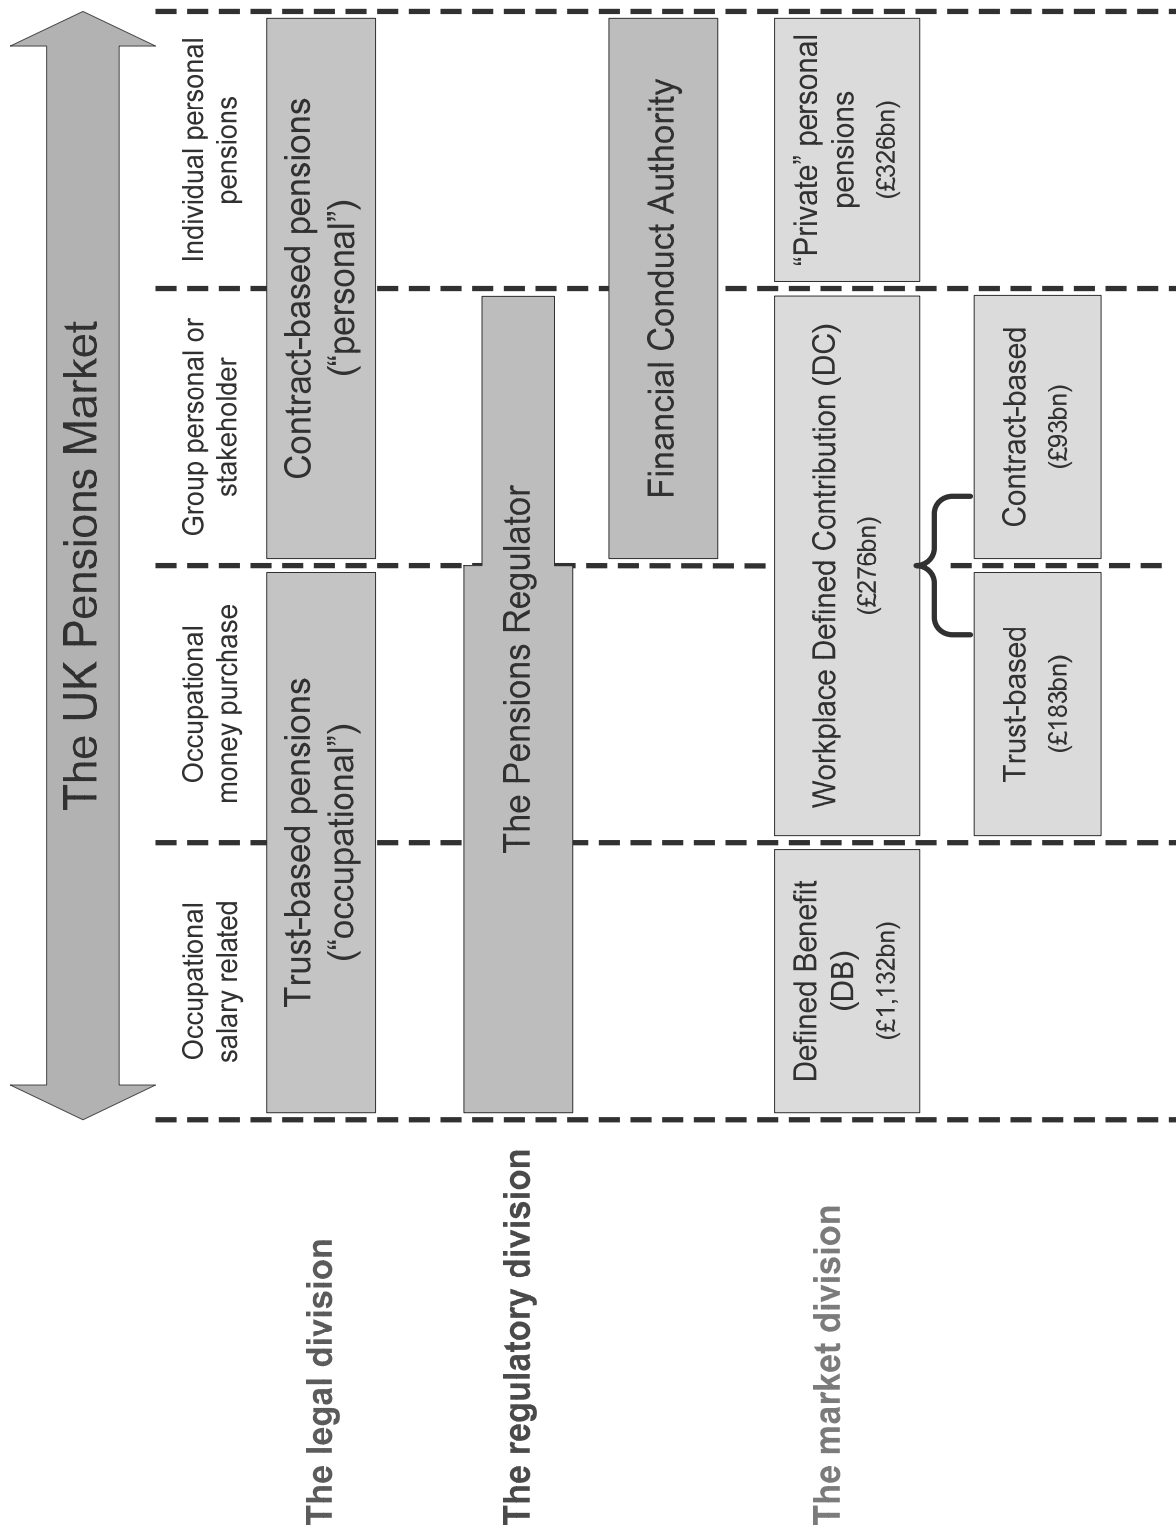 The UK Pensions Market
Occupational
salary related
Occupational
money purchase
Group personal or
stakeholder
Individual personal
pensions
The legal division
Trust-based pensions
(“occupational”)
Contract-based pensions
(“personal”)
The regulatory division
The Pensions Regulator
Financial Conduct Authority
The market division
Defined Benefit
(DB)
(£1,132bn)
Workplace Defined Contribution (DC)
(£276bn)
“Private” personal
pensions
(£326bn)
Trust-based
(£183bn)
Contract-based
(£93bn)